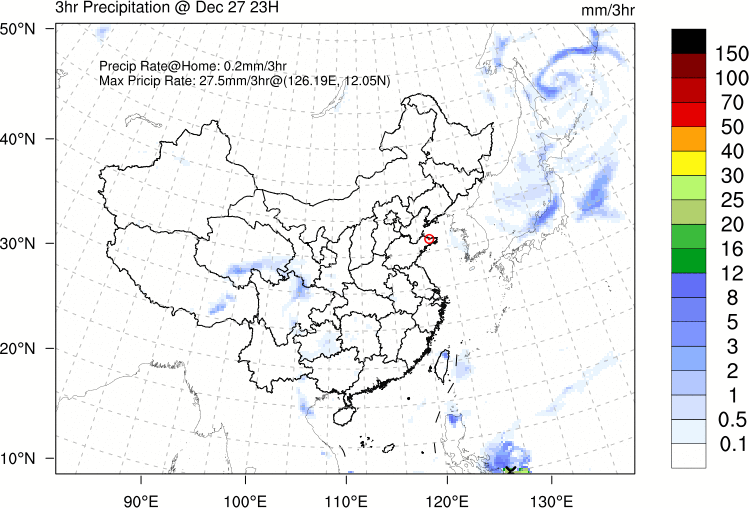 3hr Precipitation @ Dec 27 23H
mm/3hr
Precip Rate@Home: 0.2mm/3hr
Max Pricip Rate: 27.5mm/3hr@(126.19E, 12.05N)
50°N
40°N
30°N
20°N
10°N
90°E
100°E
110°E
120°E
130°E
150
100
70
50
40
30
25
20
16
12
8
5
3
2
1
0.5
0.1